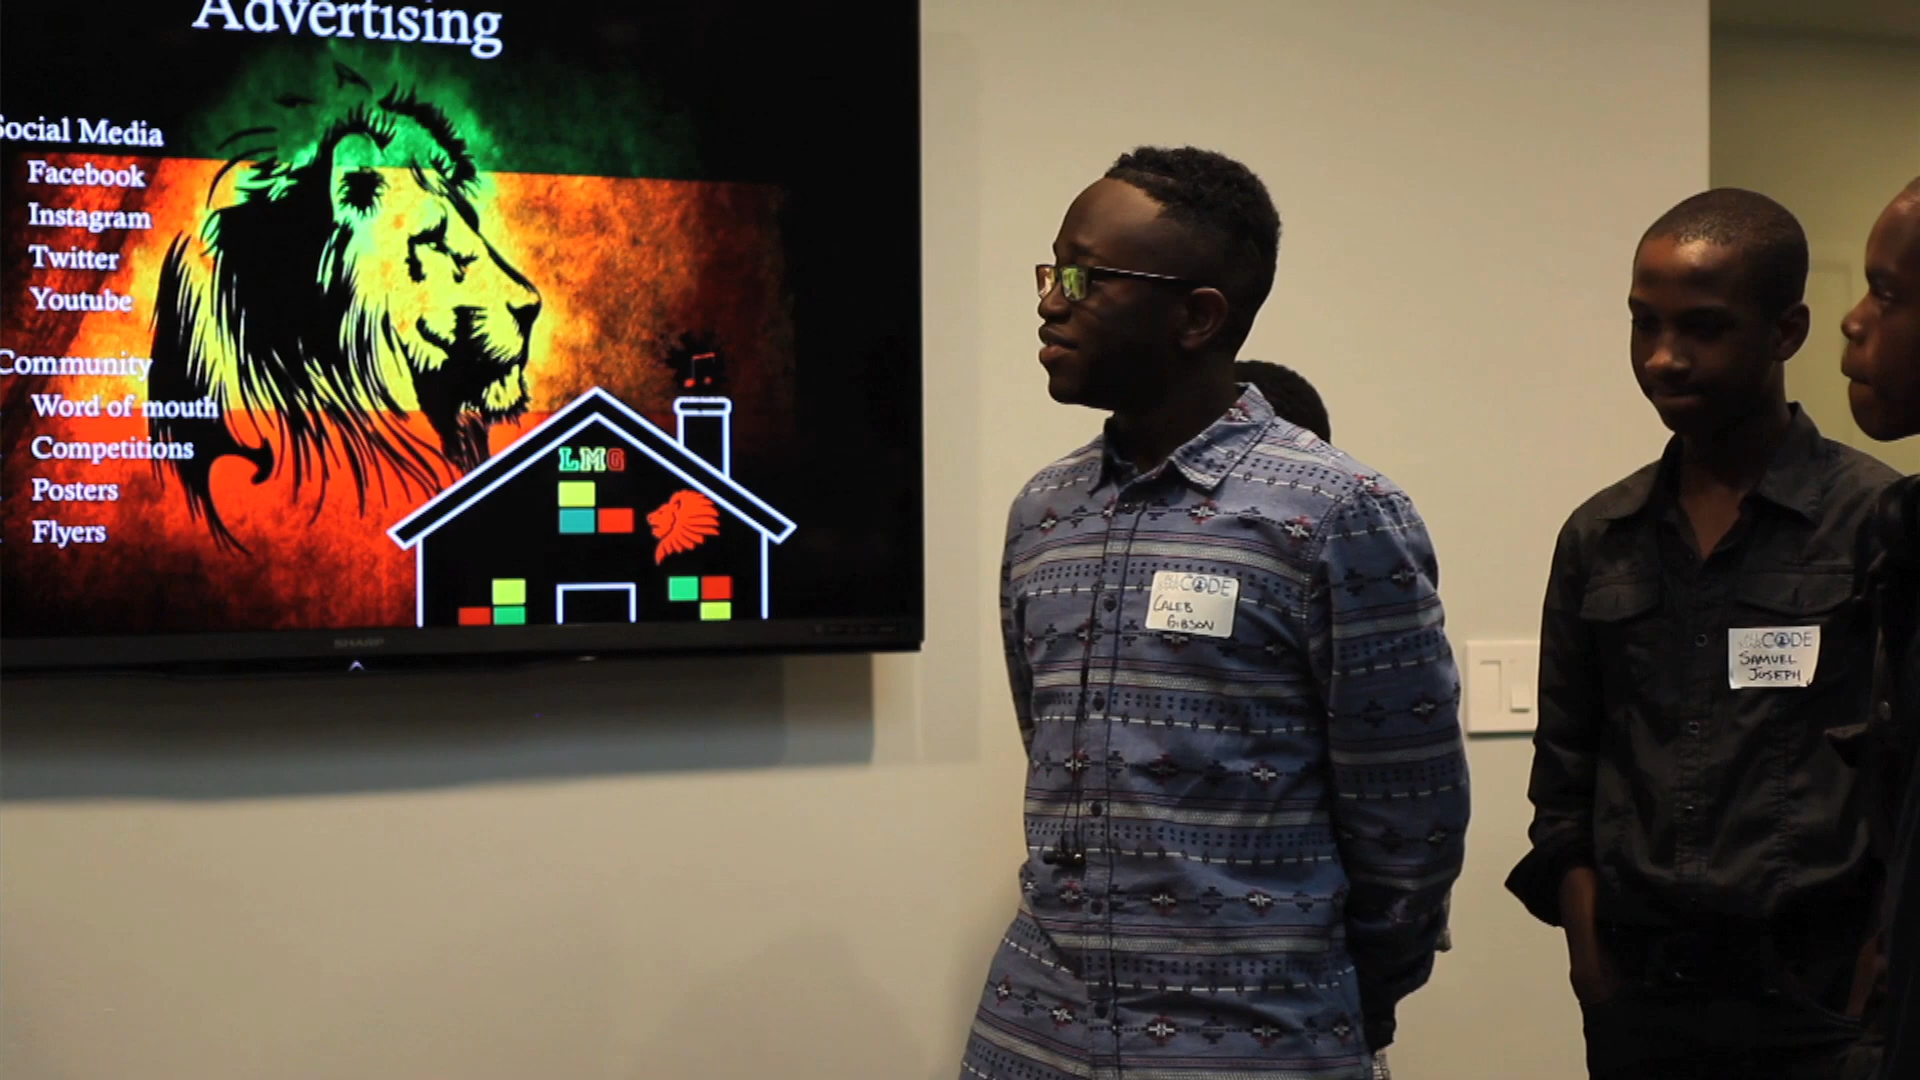 Advertising
Social Media
Facebook
Instagram
Twitter
Youtube
Community
Word of mouth
Competitions
Posters
Flyers
LMG
SHARP
CODE
CALEB
GIBSON
CODE
SAMUEL
JOSEPH